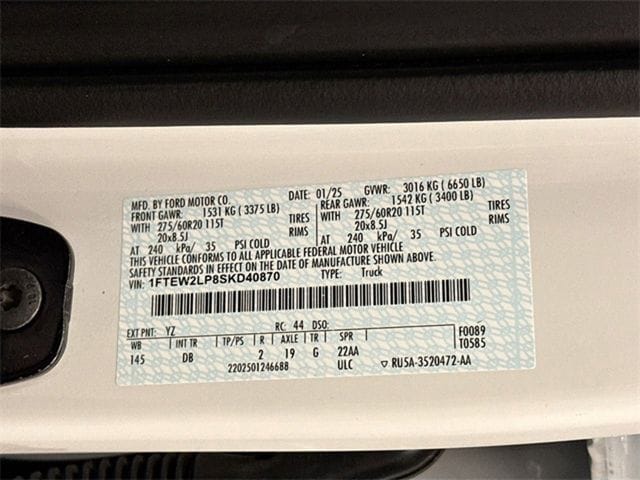 MFD. BY FORD MOTOR CO. DATE: 01/25 GVWR: 3016 KG ( 6650 LB)
FRONT GAWR: 1531 KG ( 3375 LB) REAR GAWR: 1542 KG ( 3400 LB)
WITH 275/60R20 115T TIRES WITH 275/60R20 115T TIRES
20x8.5J RIMS 20x8.5J RIMS
AT 240 kPa/ 35 PSI COLD AT 240 kPa/ 35 PSI COLD
THIS VEHICLE CONFORMS TO ALL APPLICABLE FEDERAL MOTOR VEHICLE
SAFETY STANDARDS IN EFFECT ON THE DATE OF MANUFACTURE SHOWN ABOVE.
VIN: 1FTEW2LP8SKD40870 TYPE: Truck
EXT PNT: YZ RC: 44 DSO: F0089
WB INT TR TP/PS R AXLE TR SPR T0585
145 DB 2 19 G 22AA
2202501246688 ULC ▽ RU5A-3520472-AA